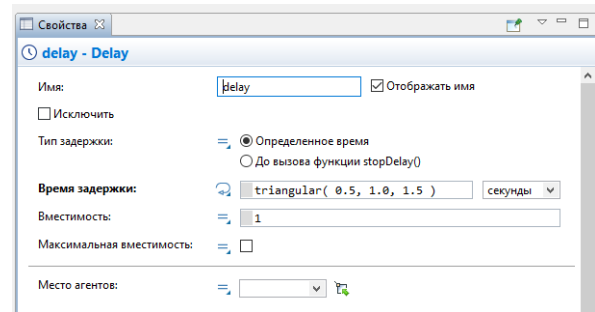 Свойства
delay - Delay
Имя: delay Отображать имя
Исключить
Тип задержки: Определенное время
До вызова функции stopDelay()
Время задержки: triangular( 0.5, 1.0, 1.5 ) секунды
Вместимость: 1
Максимальная вместимость:
Место агентов: